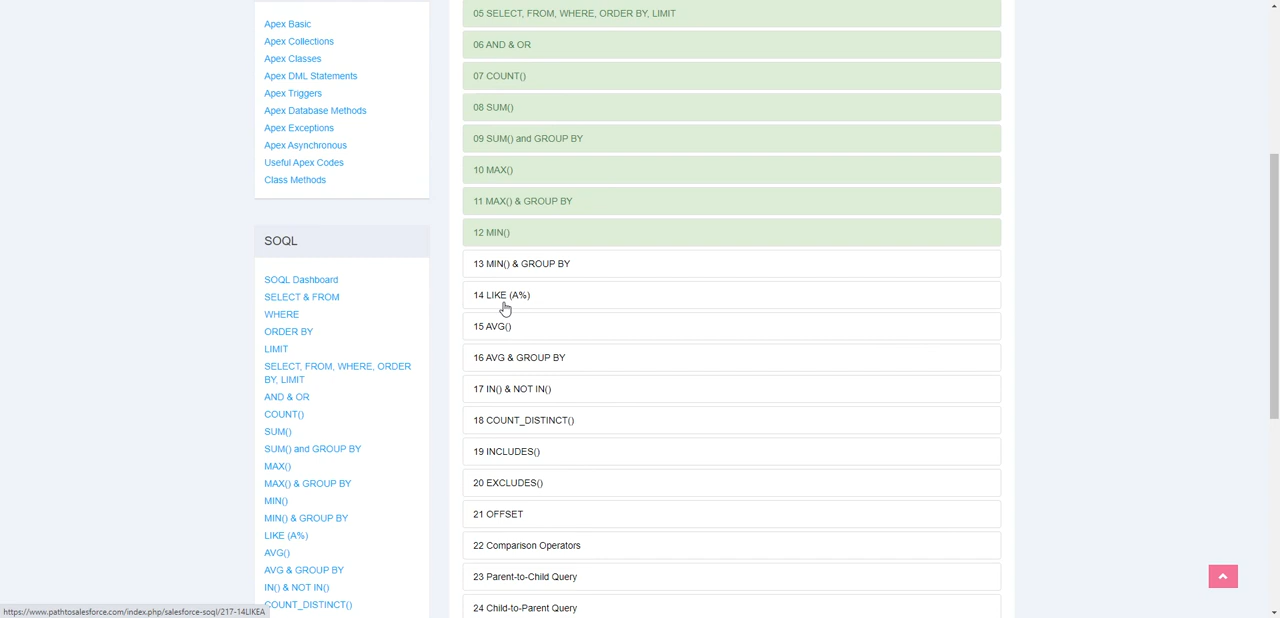 Apex Basic
Apex Collections
Apex Classes
Apex DML Statements
Apex Triggers
Apex Database Methods
Apex Exceptions
Apex Asynchronous
Useful Apex Codes
Class Methods
SOQL
SOQL Dashboard
SELECT & FROM
WHERE
ORDER BY
LIMIT
SELECT, FROM, WHERE, ORDER
BY, LIMIT
AND & OR
COUNT()
SUM()
SUM() and GROUP BY
MAX()
MAX() & GROUP BY
MIN()
MIN() & GROUP BY
LIKE (A%)
AVG()
AVG & GROUP BY
IN() & NOT IN()
COUNT_DISTINCT()
05 SELECT, FROM, WHERE, ORDER BY, LIMIT
06 AND & OR
07 COUNT()
08 SUM()
09 SUM() and GROUP BY
10 MAX()
11 MAX() & GROUP BY
12 MIN()
13 MIN() & GROUP BY
14 LIKE (A%)
15 AVG()
16 AVG & GROUP BY
17 IN() & NOT IN()
18 COUNT_DISTINCT()
19 INCLUDES()
20 EXCLUDES()
21 OFFSET
22 Comparison Operators
23 Parent-to-Child Query
24 Child-to-Parent Query
https://www.pathtosalesforce.com/index.php/salesforce-soql/217-14LIKEA